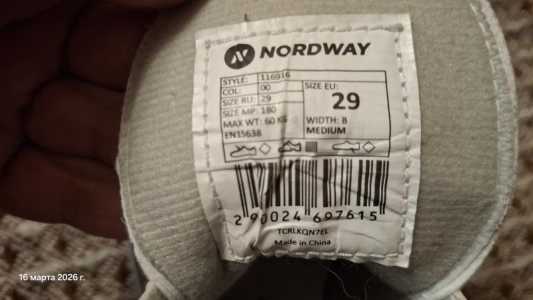 NORDWAY
STYLE: 116916
COL: 00
SIZE RU: 29
SIZE MP: 180
MAX WT: 60 KG
EN15638
SIZE EU:
29
WIDTH: B
MEDIUM
2 90024 697615
TCRLKQN7EL
Made in China
16 марта 2026 г.